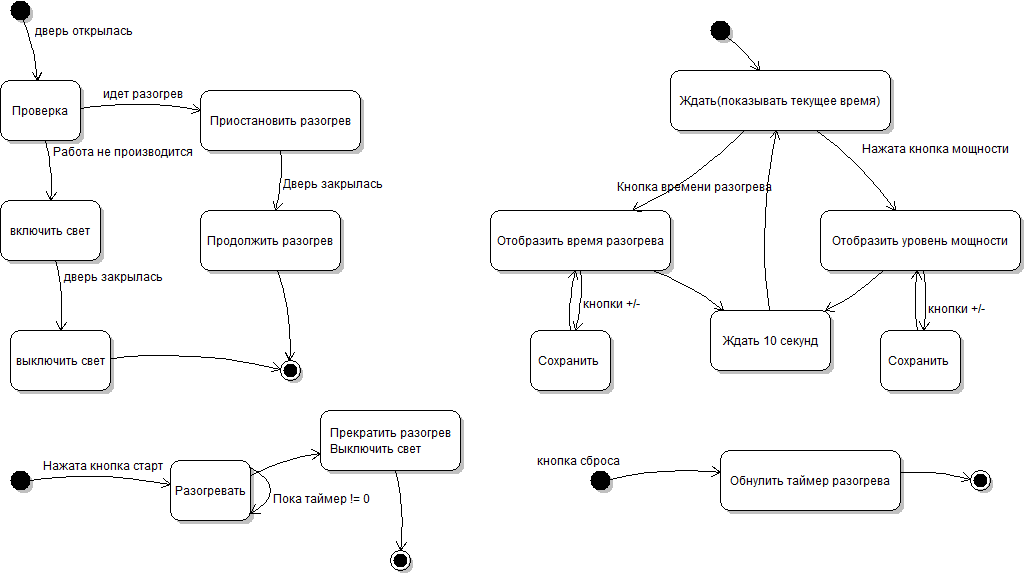 дверь открылась
Проверка
идет разогрев
Приостановить разогрев
Работа не производится
Дверь закрылась
включить свет
Продолжить разогрев
дверь закрылась
выключить свет
Ждать(показывать текущее время)
Нажата кнопка мощности
Кнопка времени разогрева
Отобразить время разогрева
Отобразить уровень мощности
кнопки +/-
кнопки +/-
Ждать 10 секунд
Сохранить
Сохранить
Прекратить разогрев
Выключить свет
Нажата кнопка старт
Разогревать
Пока таймер != 0
кнопка сброса
Обнулить таймер разогрева